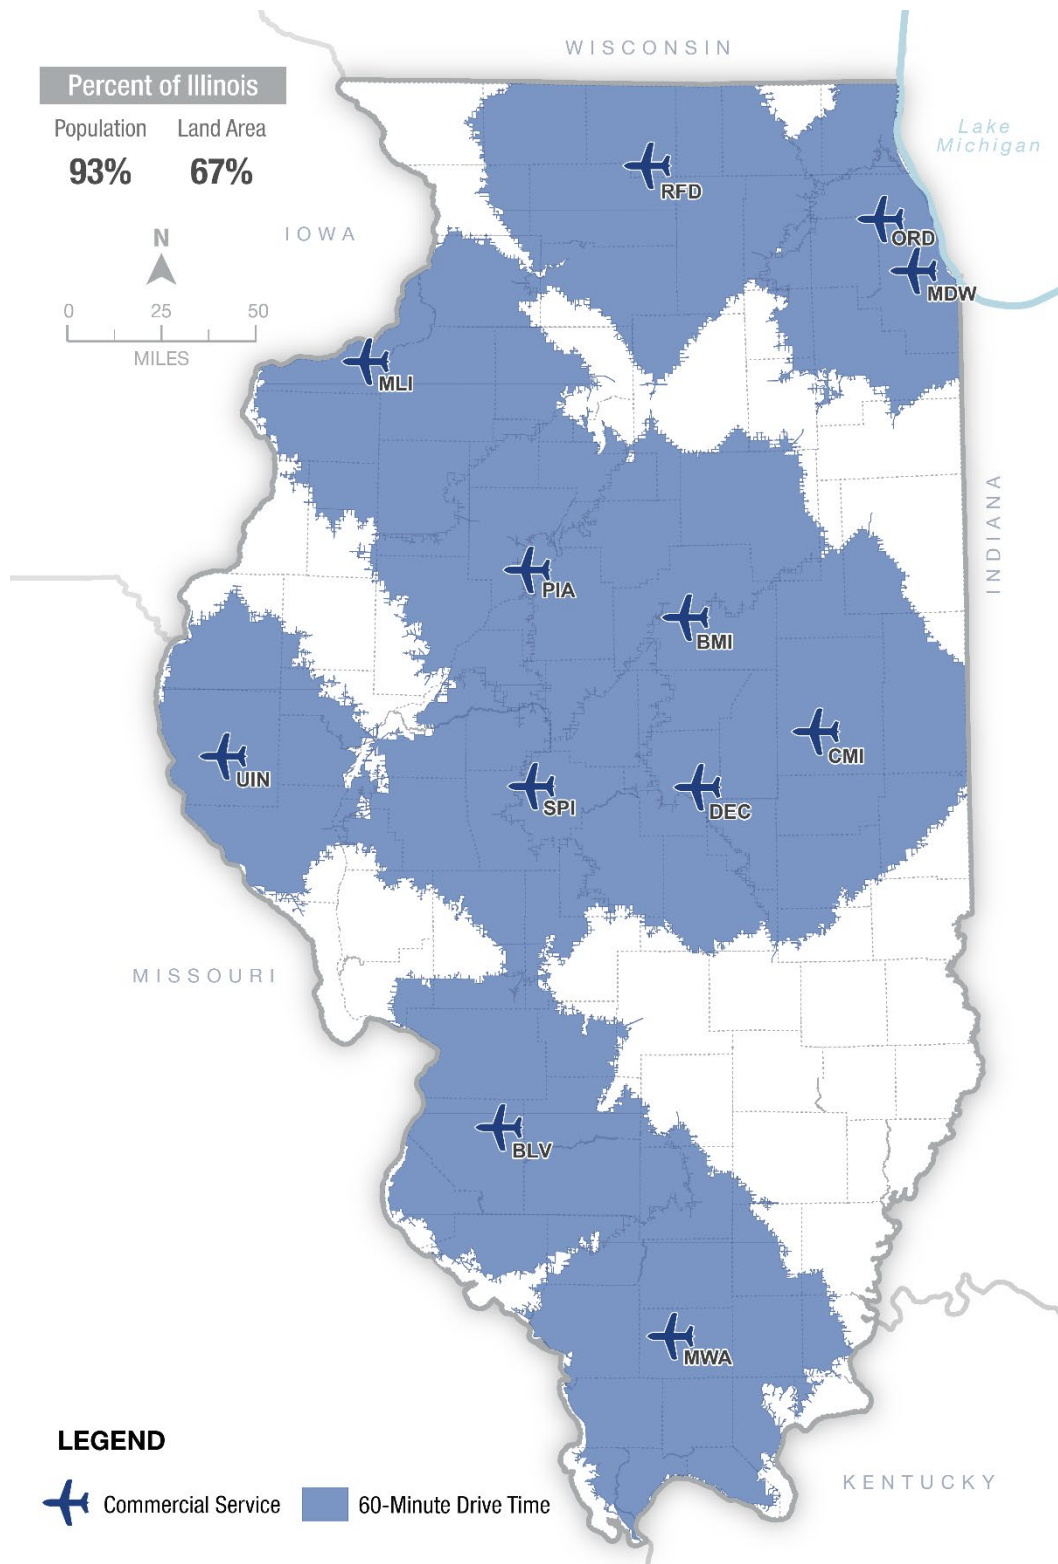 WISCONSIN
Percent of Illinois
Population Land Area
93% 67%
Lake
Michigan
IOWA
N
0 25 50
MILES
RFD
ORD
MDW
MLI
INDIANA
PIA
BMI
CMI
UIN
SPI
DEC
MISSOURI
BLV
MWA
LEGEND
KENTUCKY
Commercial Service 60-Minute Drive Time